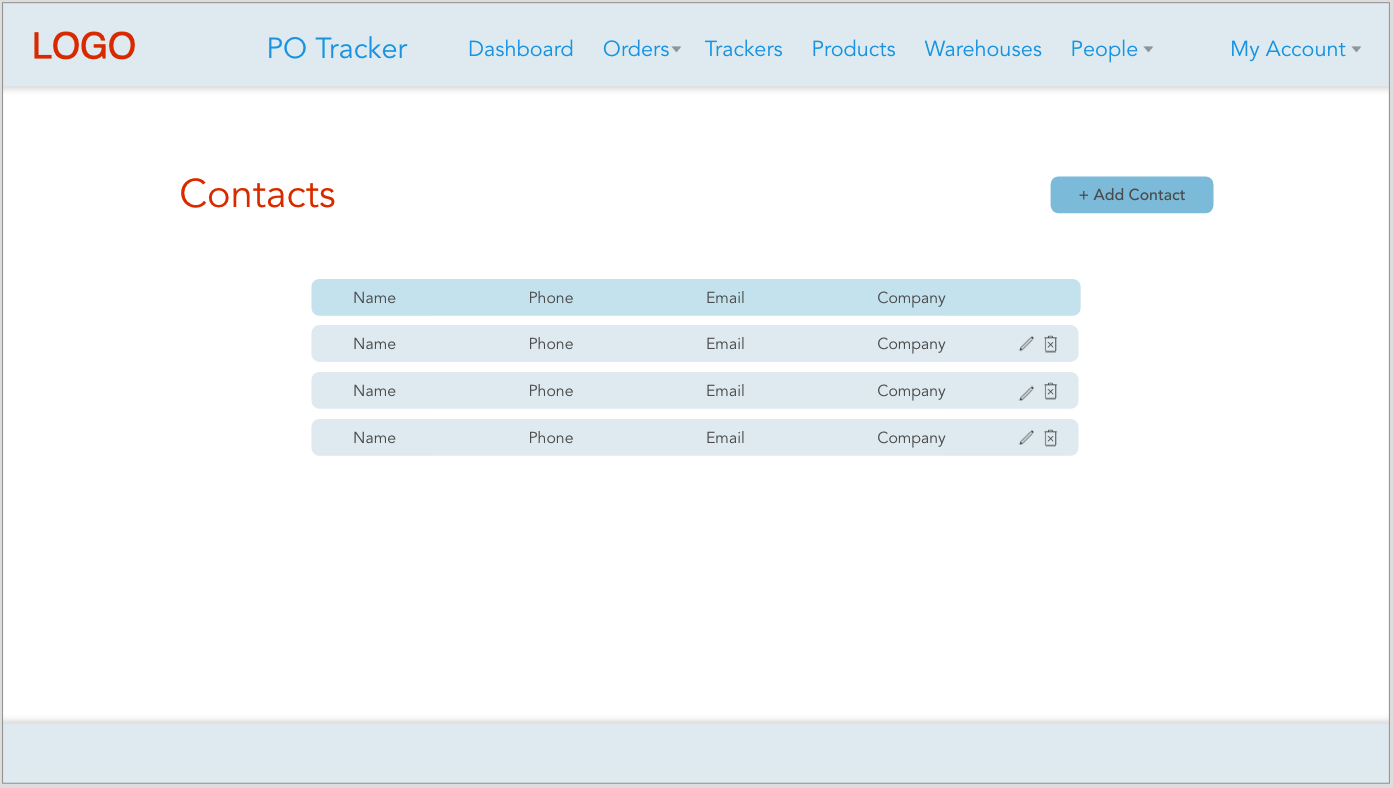 LOGO PO Tracker Dashboard Orders Trackers Products Warehouses People My Account
Contacts + Add Contact
Name Phone Email Company
Name Phone Email Company
Name Phone Email Company
Name Phone Email Company